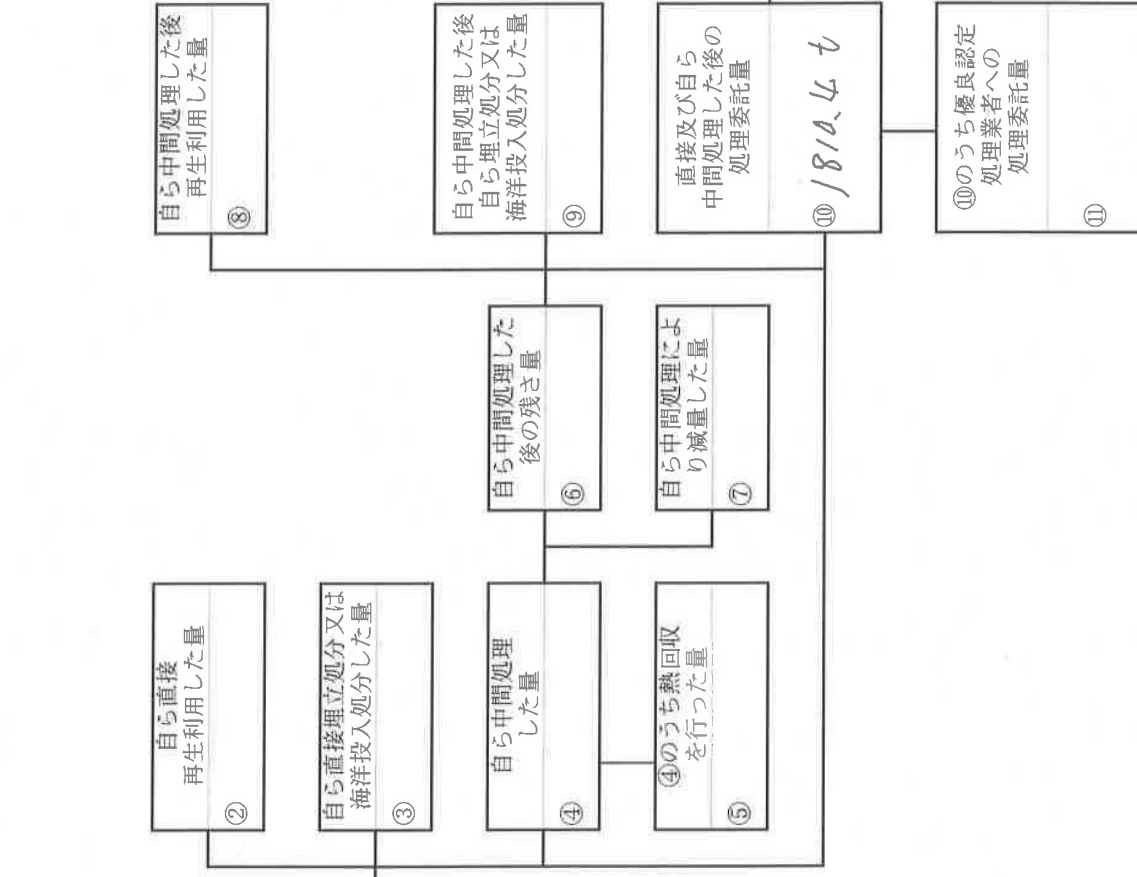 自ら直接
再生利用した量
②
自ら直接埋立処分又は
海洋投入処分した量
③
自ら中間処理
した量
④
④のうち熱回収
を行った量
⑤
自ら中間処理した
後の残さ量
⑥
自ら中間処理によ
り減量した量
⑦
自ら中間処理した後
再生利用した量
⑧
自ら中間処理した後
自ら埋立処分又は
海洋投入処分した量
⑨
直接及び自ら
中間処理した後の
処理委託量
⑩
⑩のうち優良認定
処理業者への
処理委託量
⑪